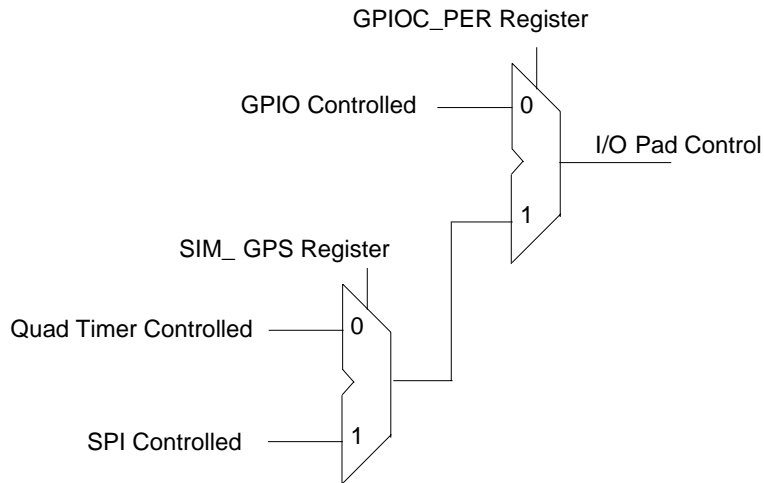 GPIOC_PER Register
GPIO Controlled
0
I/O Pad Control
1
SIM_ GPS Register
Quad Timer Controlled
0
SPI Controlled
1